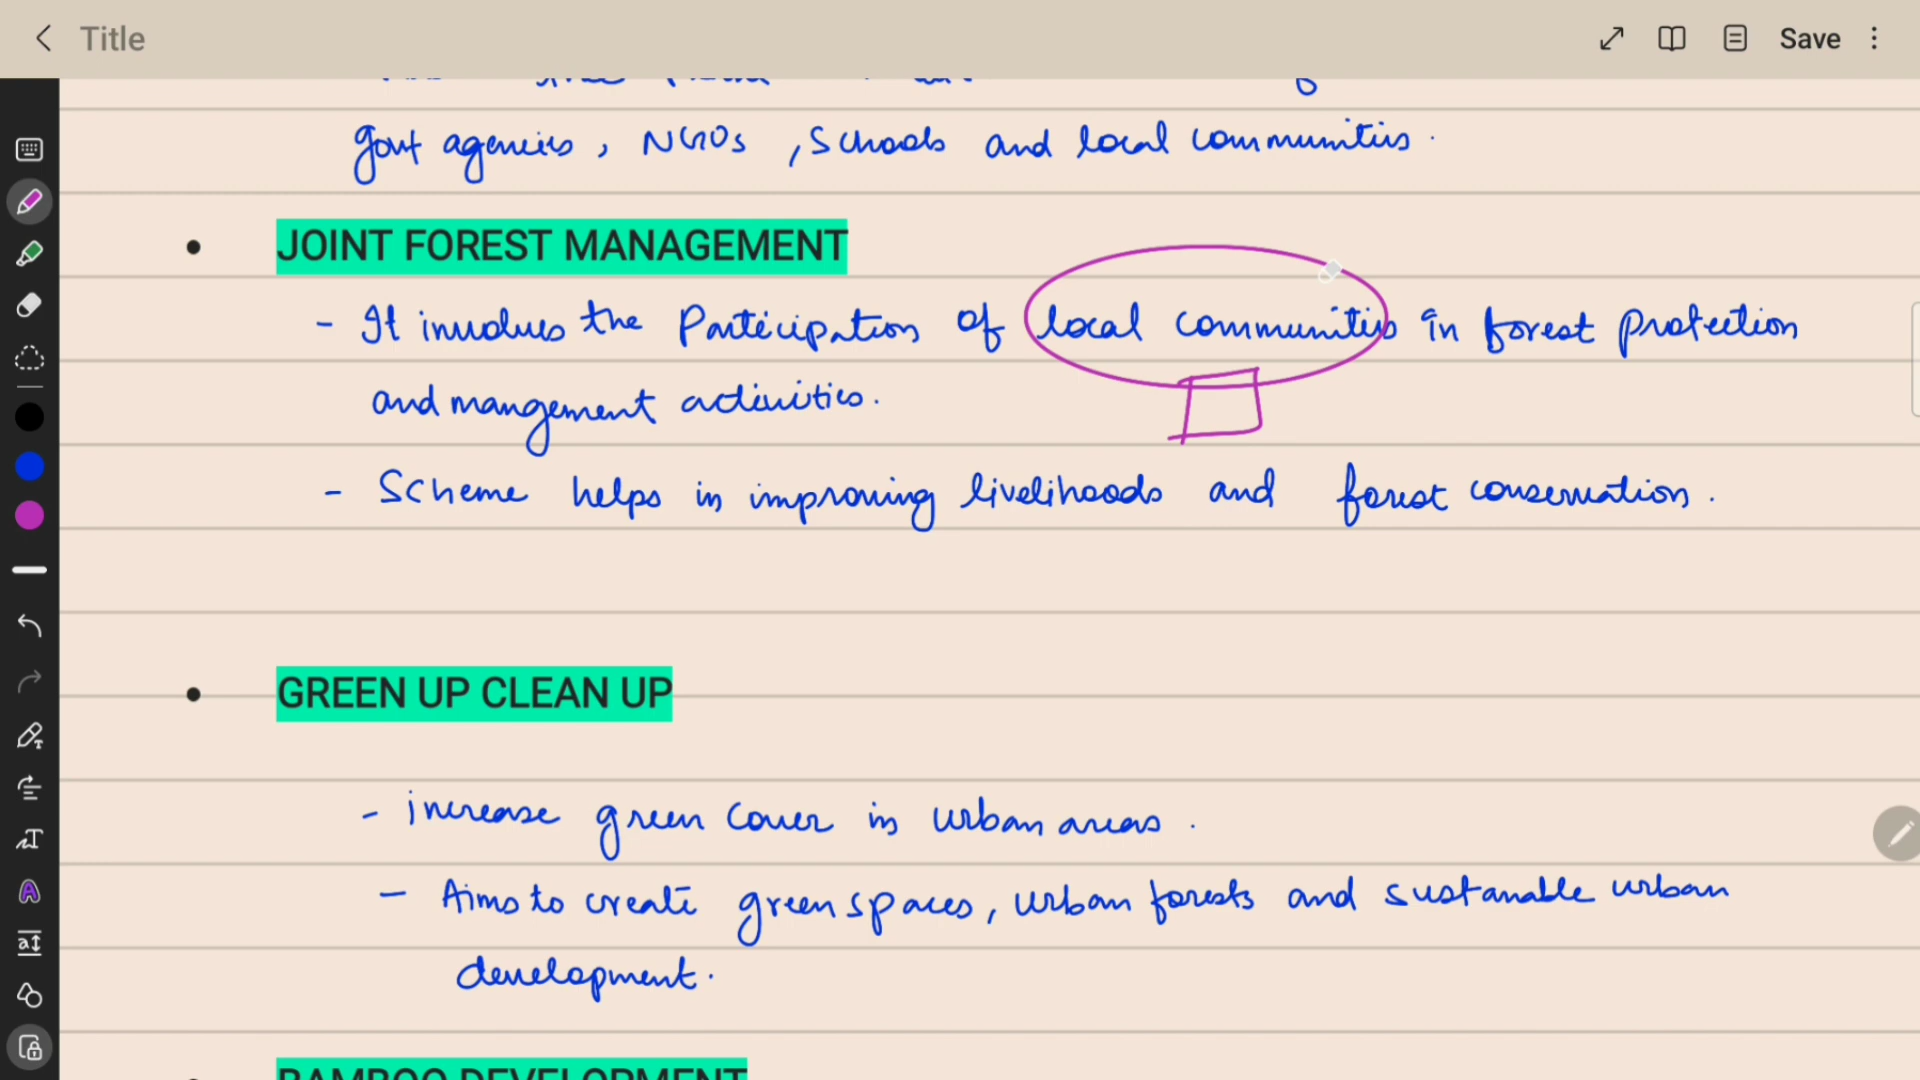 Title
Save
govt agencies, NGOs, Schools and local communities.
• JOINT FOREST MANAGEMENT
- It involves the Participation of local communities in forest protection
and mangement activities.
- Scheme helps in improving livelihoods and forest conservation.
• GREEN UP CLEAN UP
- increase green cover in urban areas.
- Aims to create green spaces, urban forests and sustanable urban
development.
BAMBOO DEVELOPMENT